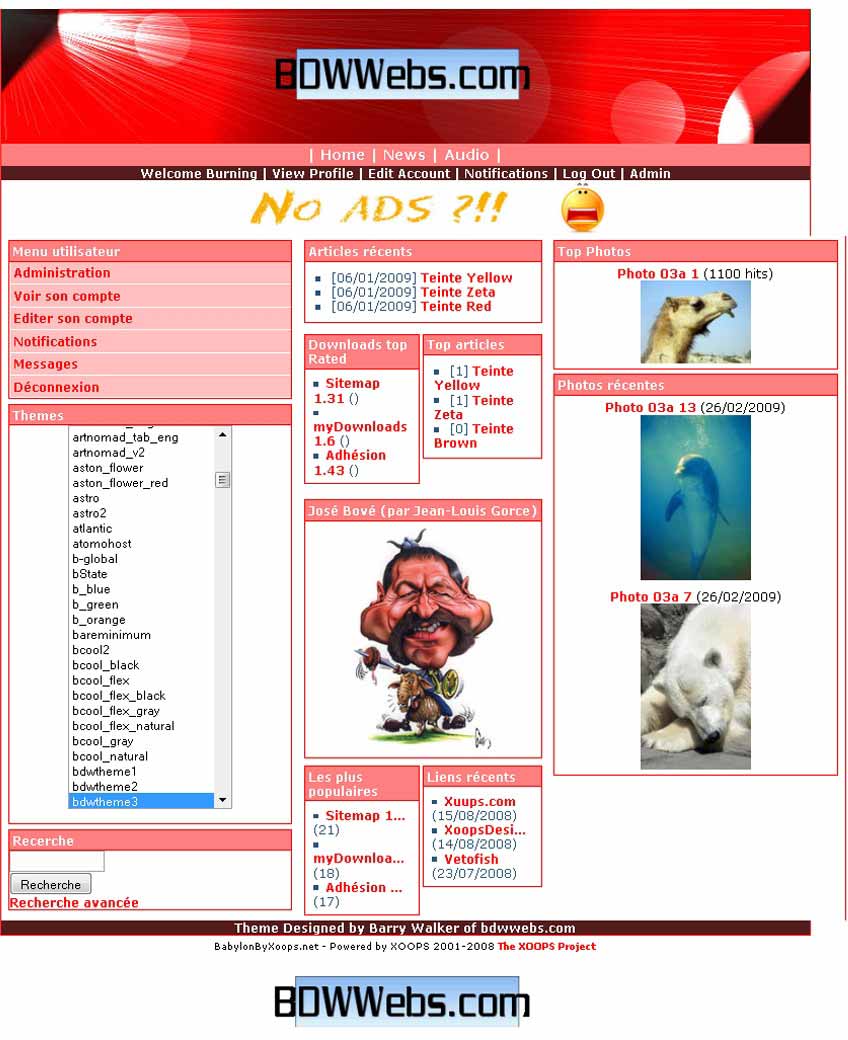 BDWWebs.com
| Home | News | Audio |
Welcome Burning | View Profile | Edit Account | Notifications | Log Out | Admin
No ADS ?!!
Menu utilisateur
Administration
Voir son compte
Editer son compte
Notifications
Messages
Déconnexion
Themes
artnomad_tab_eng
artnomad_v2
aston_flower
aston_flower_red
astro
astro2
atlantic
atomohost
b-global
bState
b_blue
b_green
b_orange
bareminimum
bcool2
bcool_black
bcool_flex
bcool_flex_black
bcool_flex_gray
bcool_flex_natural
bcool_gray
bcool_natural
bdwtheme1
bdwtheme2
bdwtheme3
Recerche
Recherche
Recherche avancée
Articles récents
[06/01/2009] Teinte Yellow
[06/01/2009] Teinte Zeta
[06/01/2009] Teinte Red
Downloads top
Rated
Sitemap
1.31 ()
myDownloads
1.6 ()
Adhésion
1.43 ()
Top articles
[1] Teinte
Yellow
[1] Teinte
Zeta
[0] Teinte
Brown
José Bové (par Jean-Louis Gorce)
Les plus
populaires
Sitemap 1...
(21)
myDownloa...
(18)
Adhésion ...
(17)
Liens récents
Xuups.com
(15/08/2008)
XoopsDesi...
(14/08/2008)
Vetofish
(23/07/2008)
Top Photos
Photo 03a 1 (1100 hits)
Photos récentes
Photo 03a 13 (26/02/2009)
Photo 03a 7 (26/02/2009)
Theme Designed by Barry Walker of bdwwebs.com
BabylonByXoops.net - Powered by XOOPS 2001-2008 The XOOPS Project
BDWWebs.com